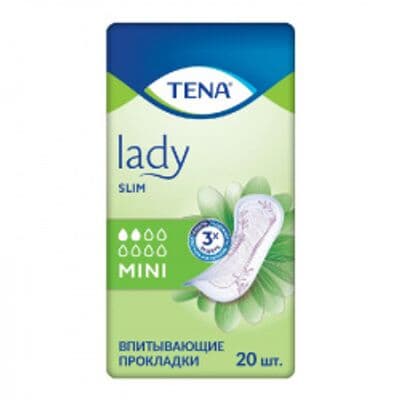 TENA®
lady
SLIM
3x
MINI
ВПИТЫВАЮЩИЕ
ПРОКЛАДКИ
20 шт.